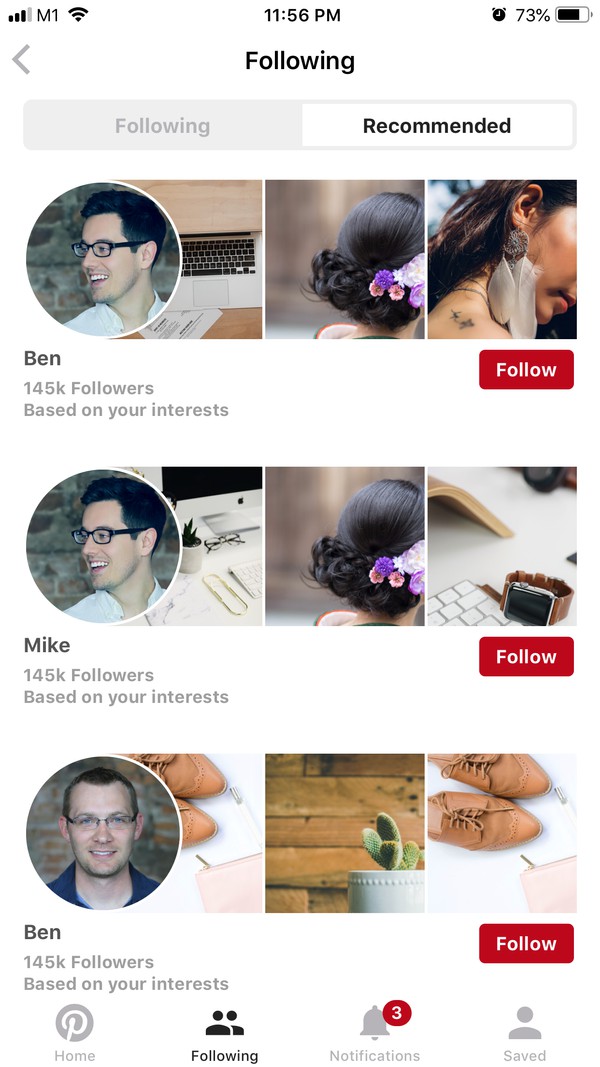 M1 11:56 PM 73%
Following
Following Recommended
Ben
145k Followers
Based on your interests
Follow
Mike
145k Followers
Based on your interests
Follow
Ben
145k Followers
Based on your interests
Follow
3
Home Following Notifications Saved